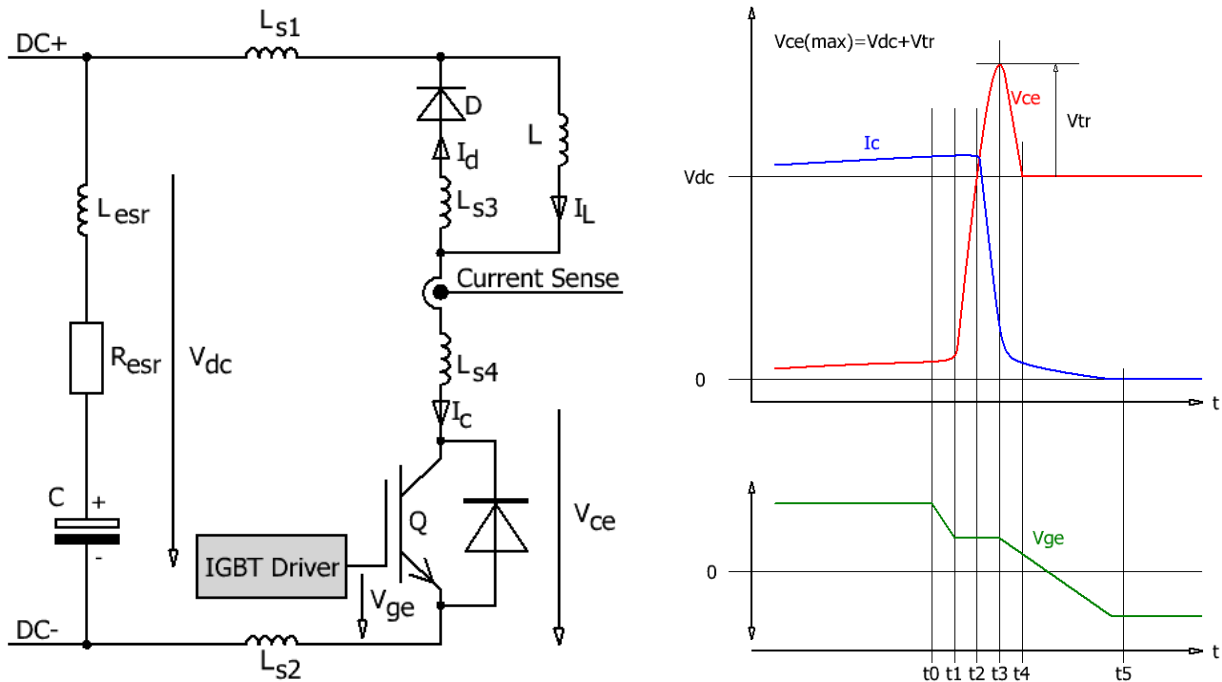 DC+
Ls1
D
L
Id
Lesr
Ls3
IL
Current Sense
Resr
Vdc
Ls4
Ic
C
+
-
Q
Vce
IGBT Driver
Vge
DC-
Ls2
Vce(max)=Vdc+Vtr
Vce
Vtr
Ic
Vdc
0
t
Vge
0
t
t0 t1 t2 t3 t4 t5